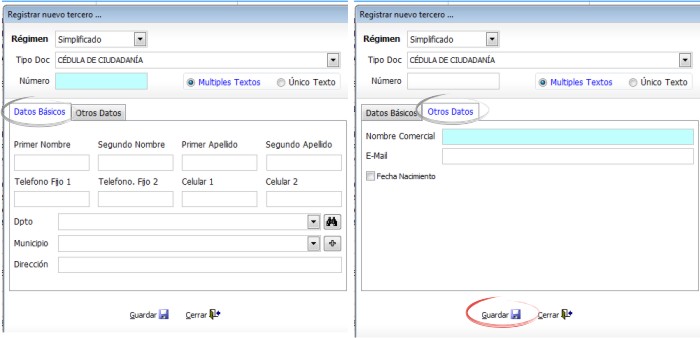 Registrar nuevo tercero ...
Régimen Simplificado
Tipo Doc CÉDULA DE CIUDADANÍA
Número Multiples Textos Único Texto
Datos Básicos Otros Datos
Primer Nombre Segundo Nombre Primer Apellido Segundo Apellido
Telefono Fijo 1 Telefono. Fijo 2 Celular 1 Celular 2
Dpto
Municipio
Dirección
Guardar Cerrar
Registrar nuevo tercero ...
Régimen Simplificado
Tipo Doc CÉDULA DE CIUDADANÍA
Número Multiples Textos Único Texto
Datos Básicos Otros Datos
Nombre Comercial
E-Mail
Fecha Nacimiento
Guardar Cerrar